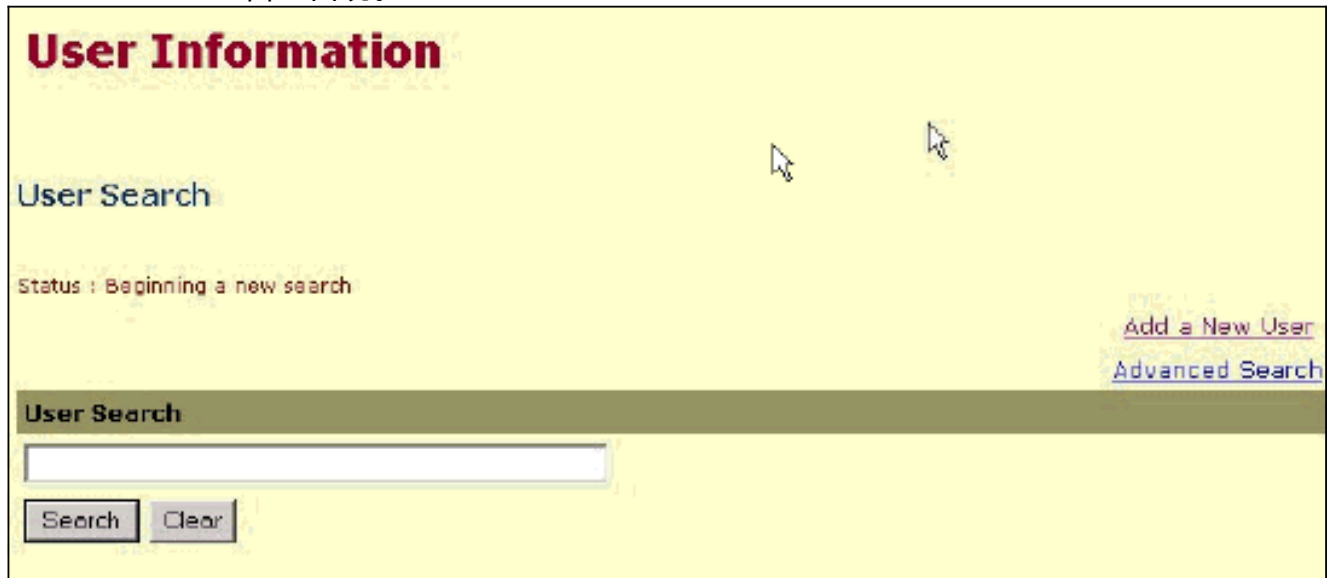 User Information
User Search
Status : Beginning a new search
Add a New User
Advanced Search
User Search
Search Clear